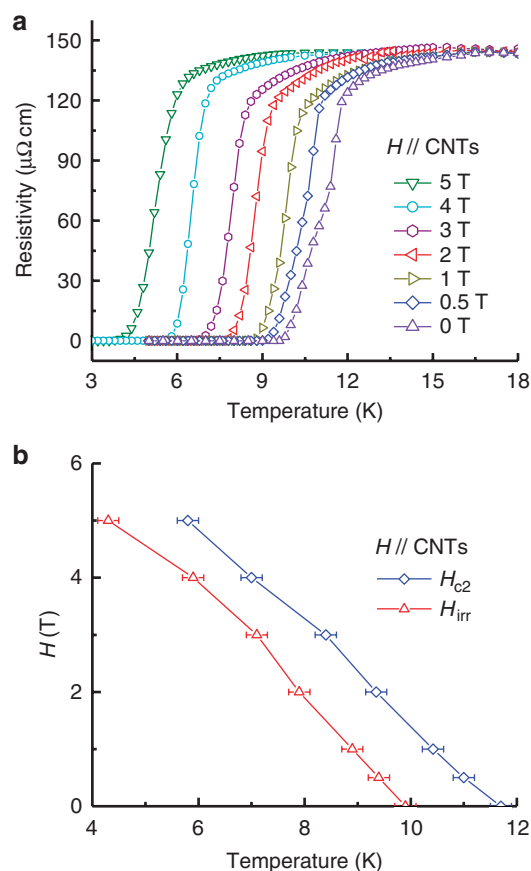 a
150
120
90
60
30
0
Resistivity (μΩ cm)
H // CNTs
5 T
4 T
3 T
2 T
1 T
0.5 T
0 T
3 6 9 12 15 18
Temperature (K)
b
6
4
2
0
H (T)
H // CNTs
Hc2
Hirr
4 6 8 10 12
Temperature (K)